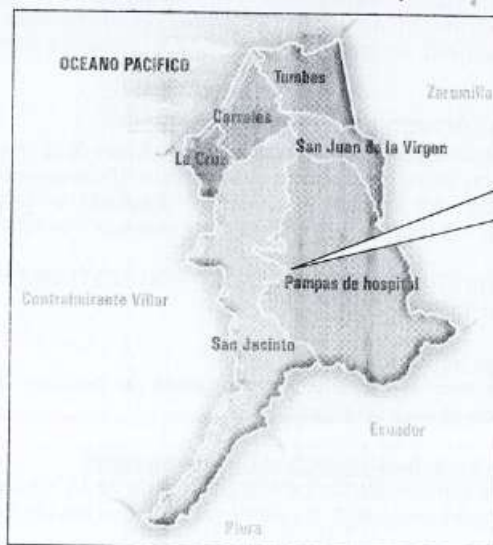 OCEANO PACIFICO
Tumbes
Zarumilla
Corrales
San Juan de la Virgen
La Cruz
Pampas de hospital
Contralmirante Villar
San Jacinto
Ecuador
Piura